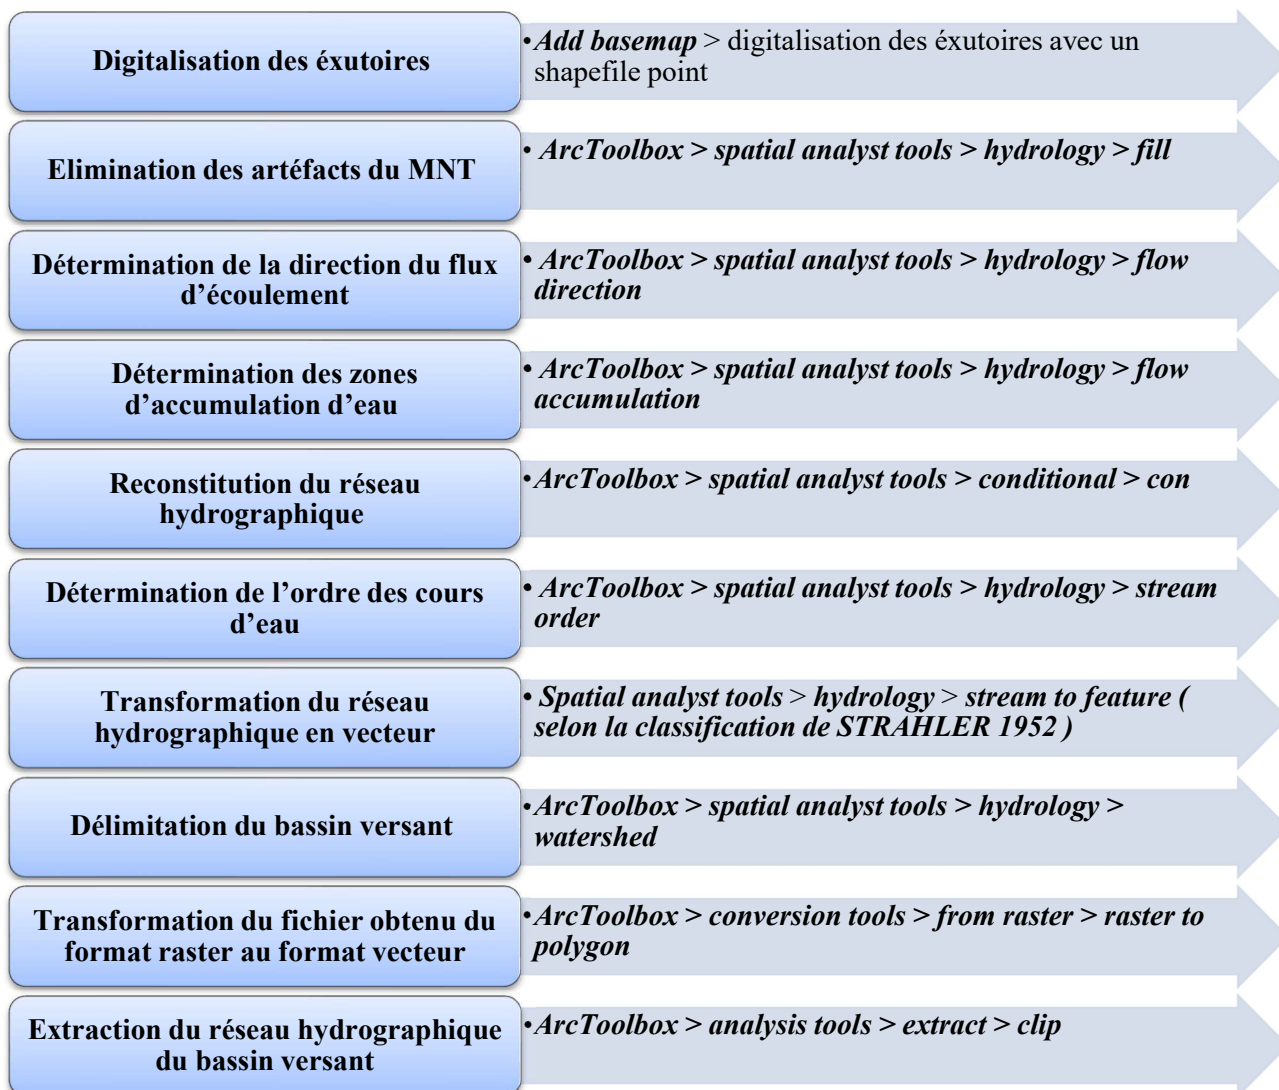 Digitalisation des éxutoires
•Add basemap > digitalisation des éxutoires avec un
shapefile point
Elimination des artéfacts du MNT
• ArcToolbox > spatial analyst tools > hydrology > fill
Détermination de la direction du flux
d’écoulement
• ArcToolbox > spatial analyst tools > hydrology > flow
direction
Détermination des zones
d’accumulation d’eau
• ArcToolbox > spatial analyst tools > hydrology > flow
accumulation
Reconstitution du réseau
hydrographique
•ArcToolbox > spatial analyst tools > conditional > con
Détermination de l’ordre des cours
d’eau
• ArcToolbox > spatial analyst tools > hydrology > stream
order
Transformation du réseau
hydrographique en vecteur
• Spatial analyst tools > hydrology > stream to feature (
selon la classification de STRAHLER 1952 )
Délimitation du bassin versant
•ArcToolbox > spatial analyst tools > hydrology >
watershed
Transformation du fichier obtenu du
format raster au format vecteur
•ArcToolbox > conversion tools > from raster > raster to
polygon
Extraction du réseau hydrographique
du bassin versant
•ArcToolbox > analysis tools > extract > clip